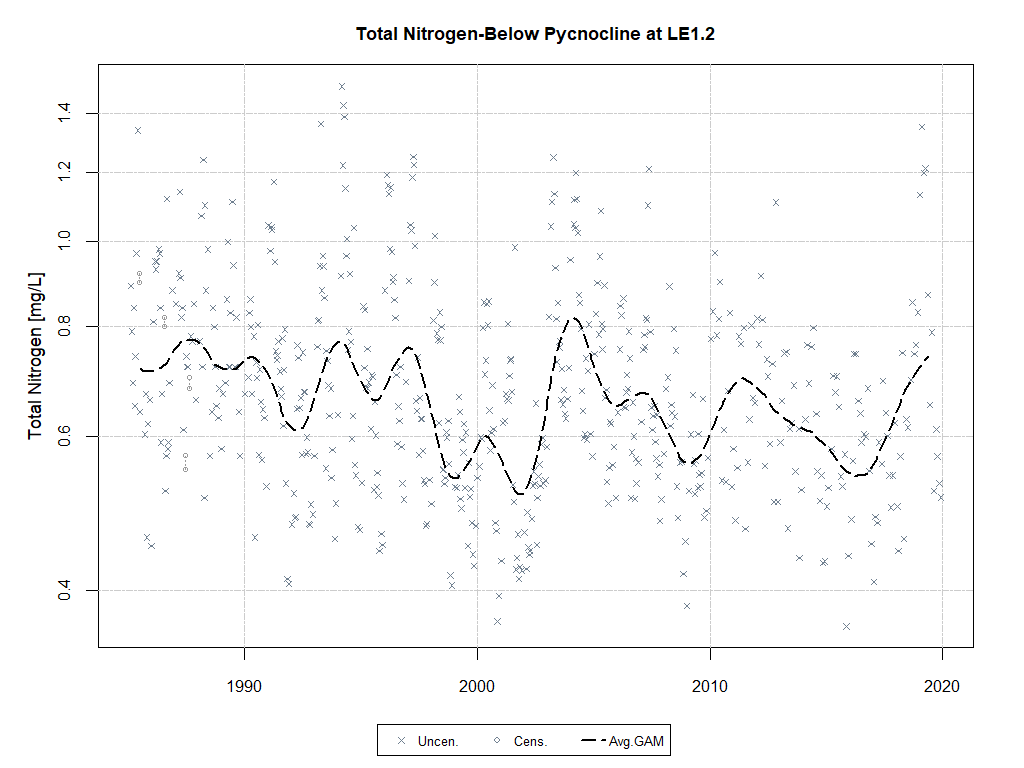 Total Nitrogen-Below Pycnocline at LE1.2
Total Nitrogen [mg/L]
1.4
1.2
1.0
0.8
0.6
0.4
1990 2000 2010 2020
Uncen. Cens. Avg.GAM